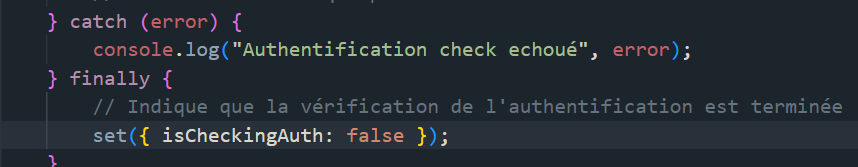 } catch (error) {
console.log("Authentification check echoué", error);
} finally {
// Indique que la vérification de l'authentification est terminée
set({ isCheckingAuth: false });
}